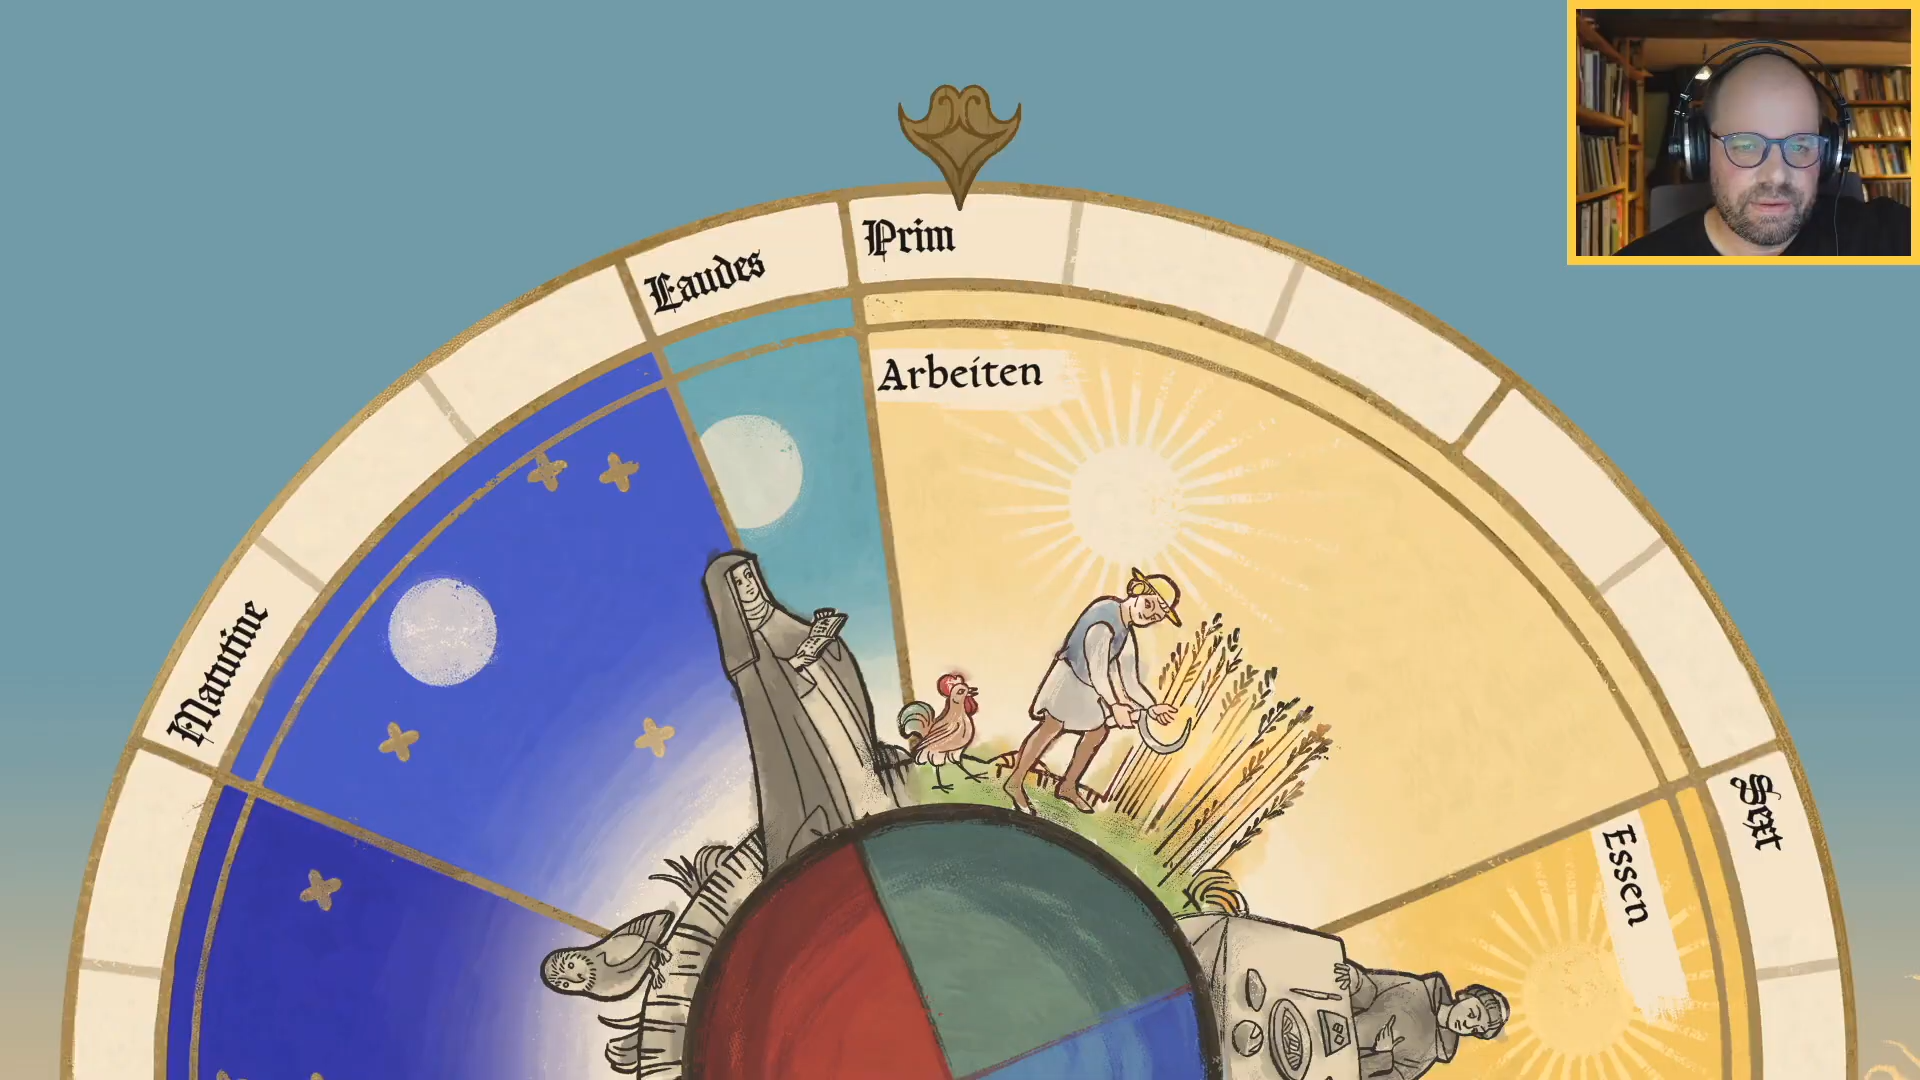 Matutine
Laudes
Prim
Arbeiten
Sext
Essen